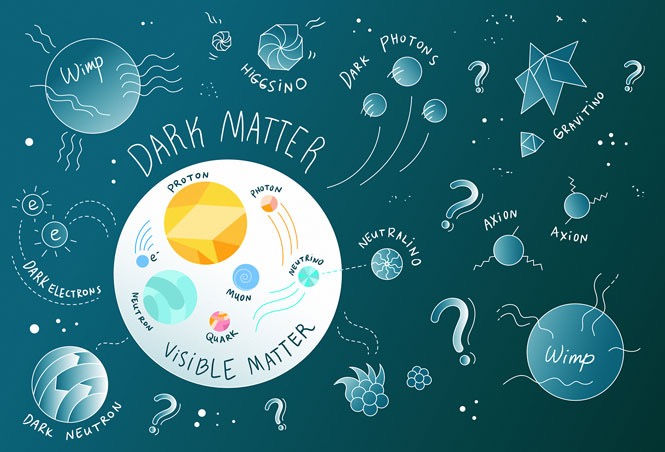 Wimp
HIGGSINO
DARK PHOTONS
?
GRAVITINO
?
DARK MATTER
PROTON
PHOTON
?
e
e
DARK ELECTRONS
AXION
AXION
e-
NEUTRINO
NEUTRALINO
MUON
NEUTRON
QUARK
VISIBLE MATTER
?
Wimp
DARK NEUTRON
?
?